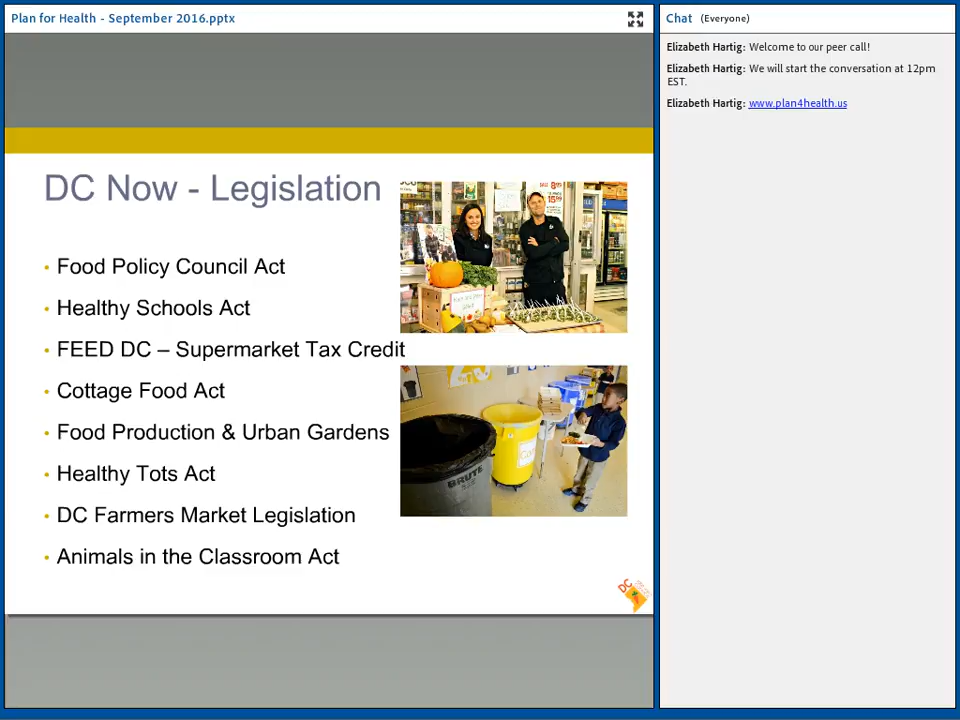 Plan for Health - September 2016.pptx
DC Now - Legislation
• Food Policy Council Act
• Healthy Schools Act
• FEED DC – Supermarket Tax Credit
• Cottage Food Act
• Food Production & Urban Gardens
• Healthy Tots Act
• DC Farmers Market Legislation
• Animals in the Classroom Act
BRUTE
DC
Chat (Everyone)
Elizabeth Hartig: Welcome to our peer call!
Elizabeth Hartig: We will start the conversation at 12pm
EST.
Elizabeth Hartig: www.plan4health.us